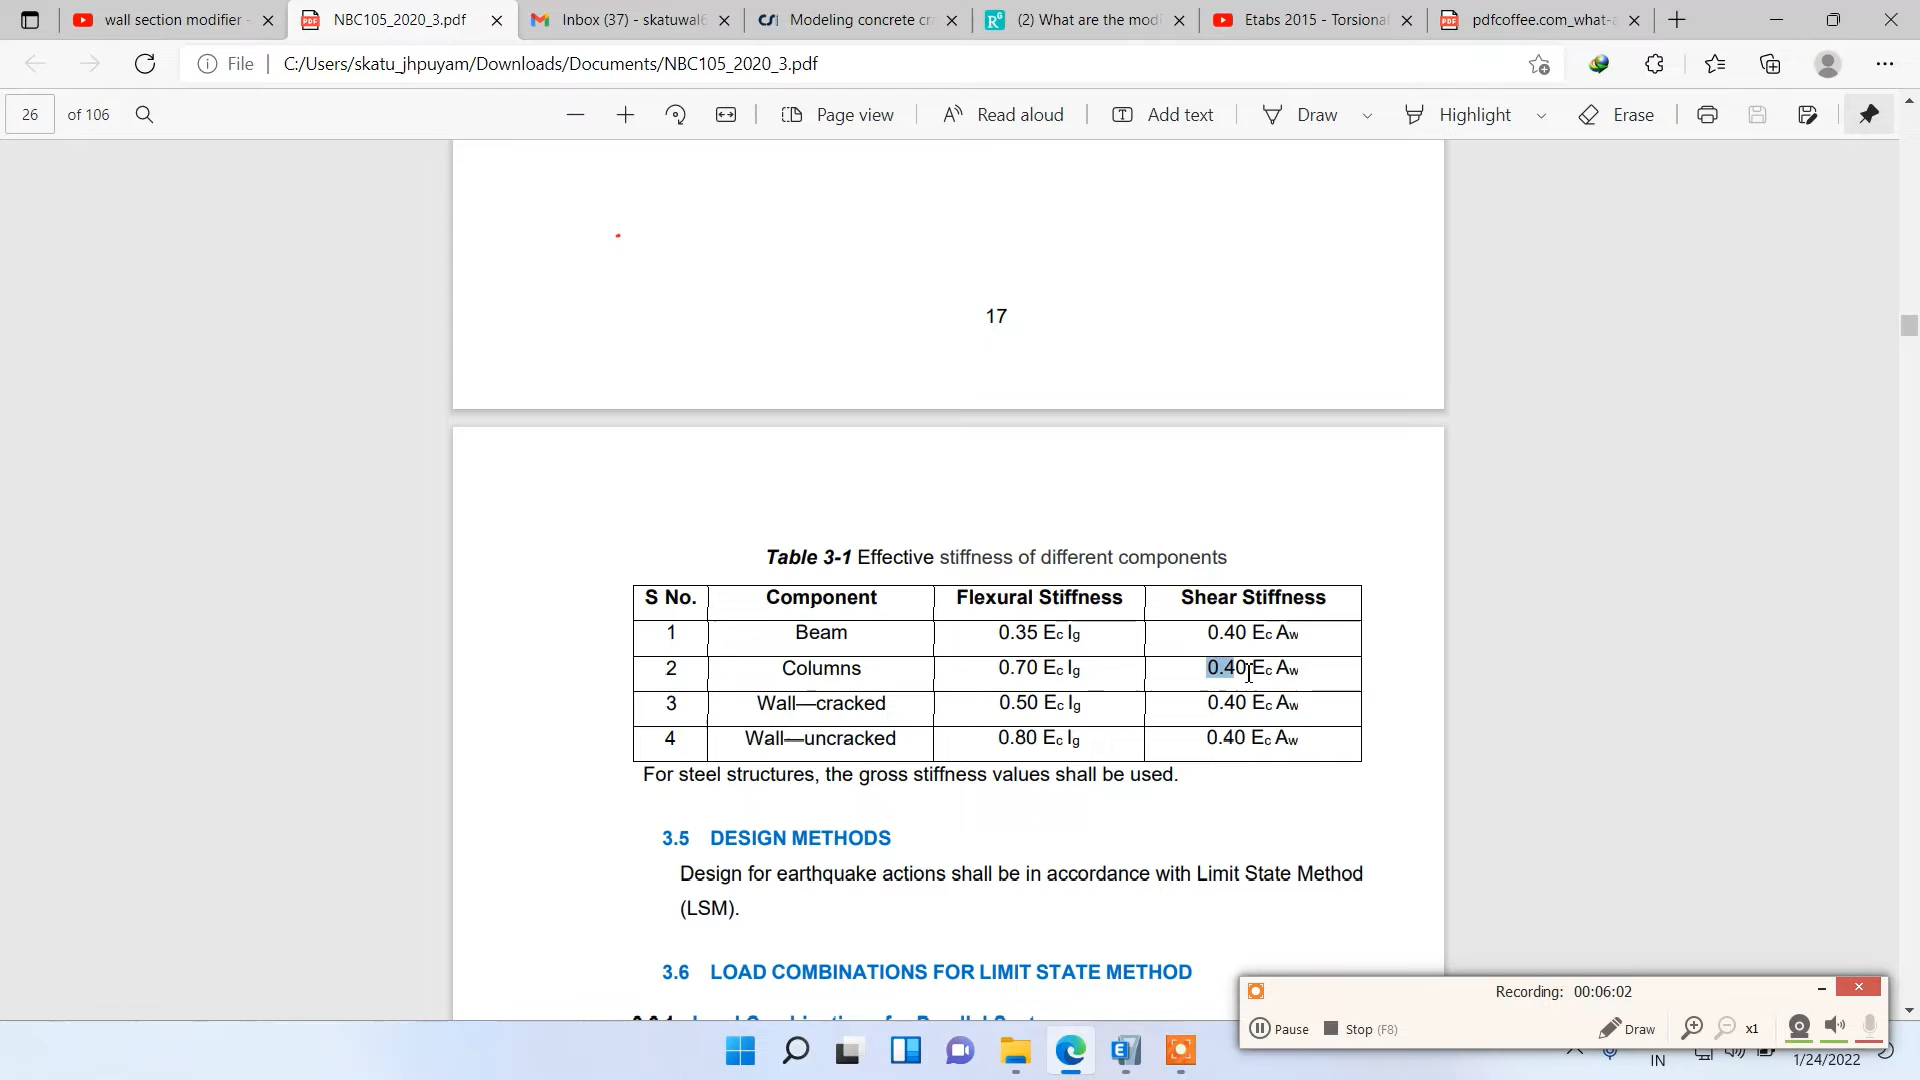 wall section modifier
NBC105_2020_3.pdf
Inbox (37) - skatuwal6
Modeling concrete cr
(2) What are the modi
Etabs 2015 - Torsional
pdfcoffee.com_what-a
File
C:/Users/skatu_jhpuyam/Downloads/Documents/NBC105_2020_3.pdf
26 of 106
Page view
Read aloud
Add text
Draw
Highlight
Erase
17
Table 3-1 Effective stiffness of different components
S No. Component Flexural Stiffness Shear Stiffness
1 Beam 0.35 Ec Ig 0.40 Ec Aw
2 Columns 0.70 Ec Ig 0.40 Ec Aw
3 Wall—cracked 0.50 Ec Ig 0.40 Ec Aw
4 Wall—uncracked 0.80 Ec Ig 0.40 Ec Aw
For steel structures, the gross stiffness values shall be used.
3.5 DESIGN METHODS
Design for earthquake actions shall be in accordance with Limit State Method
(LSM).
3.6 LOAD COMBINATIONS FOR LIMIT STATE METHOD
Recording: 00:06:02
Pause
Stop (F8)
Draw
x1
IN
1/24/2022